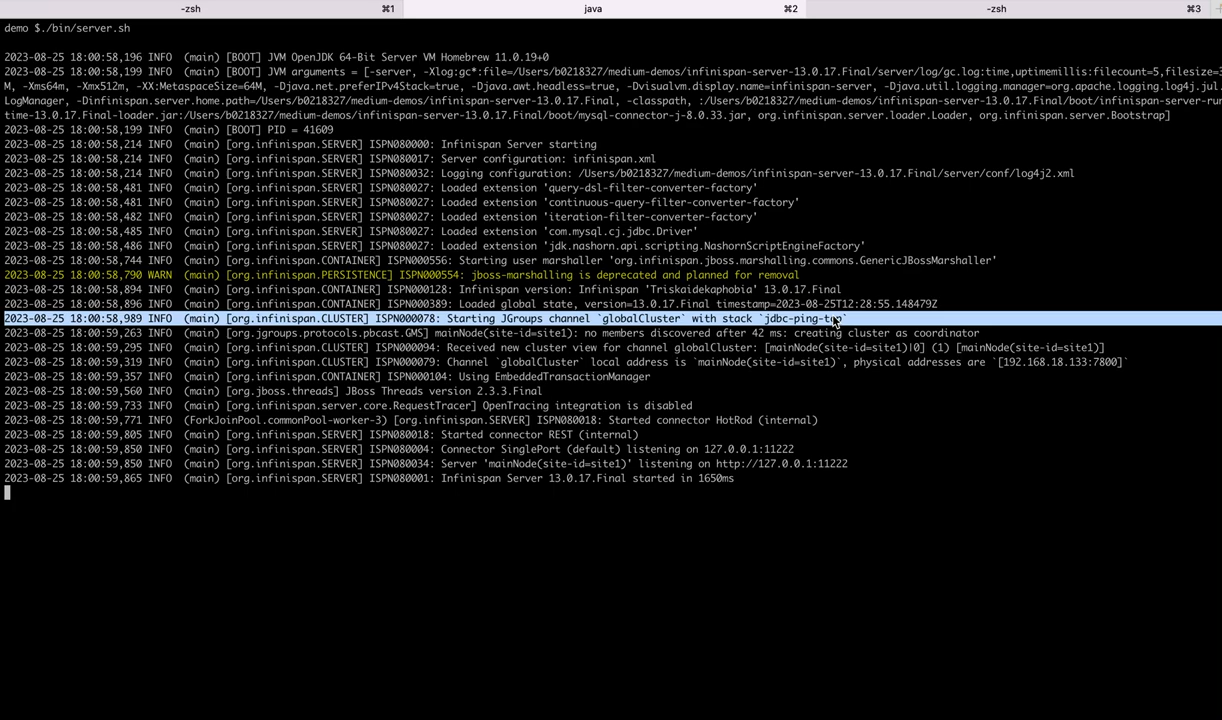 -zsh ⌘1 java ⌘2 -zsh ⌘3
demo $./bin/server.sh
2023-08-25 18:00:58,196 INFO (main) [BOOT] JVM OpenJDK 64-Bit Server VM Homebrew 11.0.19+0
2023-08-25 18:00:58,199 INFO (main) [BOOT] JVM arguments = [-server, -Xlog:gc*:file=/Users/b0218327/medium-demos/infinispan-server-13.0.17.Final/server/log/gc.log:time,uptimemillis:filecount=5,filesize=3
M, -Xms64m, -Xmx512m, -XX:MetaspaceSize=64M, -Djava.net.preferIPv4Stack=true, -Djava.awt.headless=true, -Dvisualvm.display.name=infinispan-server, -Djava.util.logging.manager=org.apache.logging.log4j.jul.
LogManager, -Dinfinispan.server.home.path=/Users/b0218327/medium-demos/infinispan-server-13.0.17.Final, -classpath, :/Users/b0218327/medium-demos/infinispan-server-13.0.17.Final/boot/infinispan-server-run
time-13.0.17.Final-loader.jar:/Users/b0218327/medium-demos/infinispan-server-13.0.17.Final/boot/mysql-connector-j-8.0.33.jar, org.infinispan.server.loader.Loader, org.infinispan.server.Bootstrap]
2023-08-25 18:00:58,199 INFO (main) [BOOT] PID = 41609
2023-08-25 18:00:58,214 INFO (main) [org.infinispan.SERVER] ISPN080000: Infinispan Server starting
2023-08-25 18:00:58,214 INFO (main) [org.infinispan.SERVER] ISPN080017: Server configuration: infinispan.xml
2023-08-25 18:00:58,214 INFO (main) [org.infinispan.SERVER] ISPN080032: Logging configuration: /Users/b0218327/medium-demos/infinispan-server-13.0.17.Final/server/conf/log4j2.xml
2023-08-25 18:00:58,481 INFO (main) [org.infinispan.SERVER] ISPN080027: Loaded extension 'query-dsl-filter-converter-factory'
2023-08-25 18:00:58,481 INFO (main) [org.infinispan.SERVER] ISPN080027: Loaded extension 'continuous-query-filter-converter-factory'
2023-08-25 18:00:58,482 INFO (main) [org.infinispan.SERVER] ISPN080027: Loaded extension 'iteration-filter-converter-factory'
2023-08-25 18:00:58,485 INFO (main) [org.infinispan.SERVER] ISPN080027: Loaded extension 'com.mysql.cj.jdbc.Driver'
2023-08-25 18:00:58,486 INFO (main) [org.infinispan.SERVER] ISPN080027: Loaded extension 'jdk.nashorn.api.scripting.NashornScriptEngineFactory'
2023-08-25 18:00:58,744 INFO (main) [org.infinispan.CONTAINER] ISPN000556: Starting user marshaller 'org.infinispan.jboss.marshalling.commons.GenericJBossMarshaller'
2023-08-25 18:00:58,790 WARN (main) [org.infinispan.PERSISTENCE] ISPN000554: jboss-marshalling is deprecated and planned for removal
2023-08-25 18:00:58,894 INFO (main) [org.infinispan.CONTAINER] ISPN000128: Infinispan version: Infinispan 'Triskaidekaphobia' 13.0.17.Final
2023-08-25 18:00:58,896 INFO (main) [org.infinispan.CONTAINER] ISPN000389: Loaded global state, version=13.0.17.Final timestamp=2023-08-25T12:28:55.148479Z
2023-08-25 18:00:58,989 INFO (main) [org.infinispan.CLUSTER] ISPN000078: Starting JGroups channel `globalCluster` with stack `jdbc-ping-tcp`
2023-08-25 18:00:59,263 INFO (main) [org.jgroups.protocols.pbcast.GMS] mainNode(site-id=site1): no members discovered after 42 ms: creating cluster as coordinator
2023-08-25 18:00:59,295 INFO (main) [org.infinispan.CLUSTER] ISPN000094: Received new cluster view for channel globalCluster: [mainNode(site-id=site1)|0] (1) [mainNode(site-id=site1)]
2023-08-25 18:00:59,319 INFO (main) [org.infinispan.CLUSTER] ISPN000079: Channel `globalCluster` local address is `mainNode(site-id=site1)`, physical addresses are `[192.168.18.133:7800]`
2023-08-25 18:00:59,357 INFO (main) [org.infinispan.CONTAINER] ISPN000104: Using EmbeddedTransactionManager
2023-08-25 18:00:59,560 INFO (main) [org.jboss.threads] JBoss Threads version 2.3.3.Final
2023-08-25 18:00:59,733 INFO (main) [org.infinispan.server.core.RequestTracer] OpenTracing integration is disabled
2023-08-25 18:00:59,771 INFO (ForkJoinPool.commonPool-worker-3) [org.infinispan.SERVER] ISPN080018: Started connector HotRod (internal)
2023-08-25 18:00:59,805 INFO (main) [org.infinispan.SERVER] ISPN080018: Started connector REST (internal)
2023-08-25 18:00:59,850 INFO (main) [org.infinispan.SERVER] ISPN080004: Connector SinglePort (default) listening on 127.0.0.1:11222
2023-08-25 18:00:59,850 INFO (main) [org.infinispan.SERVER] ISPN080034: Server 'mainNode(site-id=site1)' listening on http://127.0.0.1:11222
2023-08-25 18:00:59,865 INFO (main) [org.infinispan.SERVER] ISPN080001: Infinispan Server 13.0.17.Final started in 1650ms